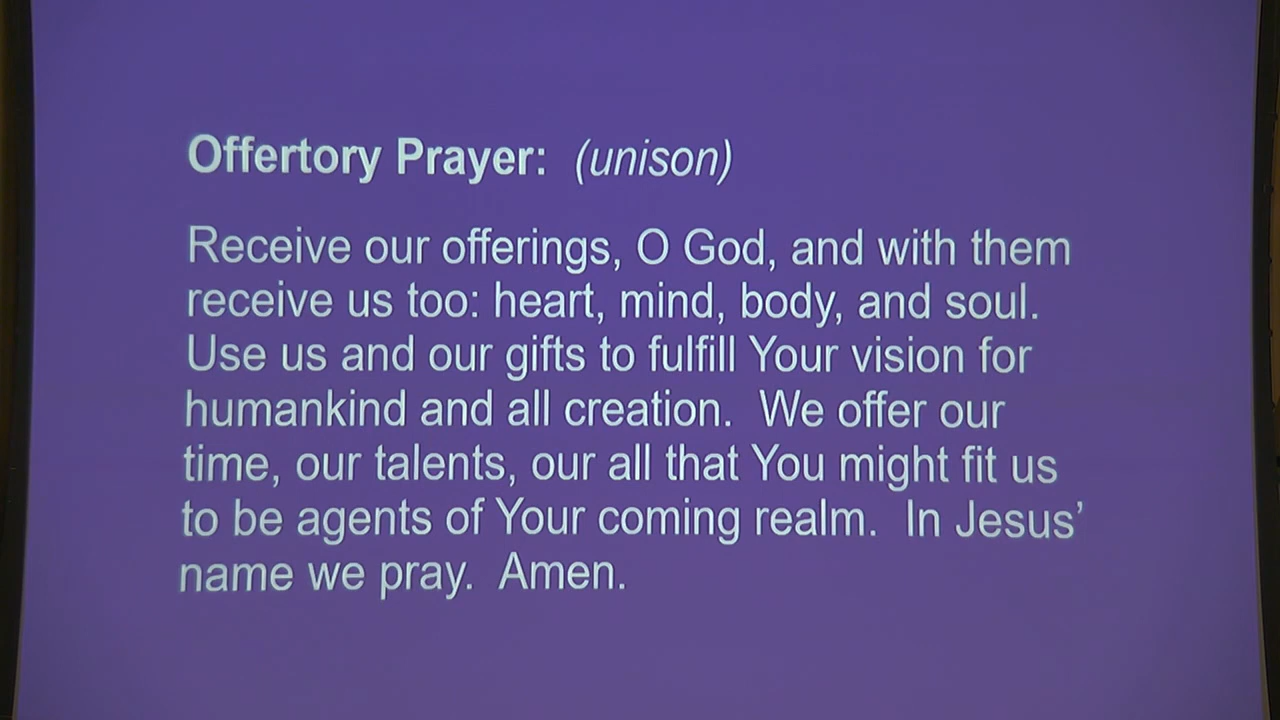 Offertory Prayer: (unison)
Receive our offerings, O God, and with them
receive us too: heart, mind, body, and soul.
Use us and our gifts to fulfill Your vision for
humankind and all creation. We offer our
time, our talents, our all that You might fit us
to be agents of Your coming realm. In Jesus’
name we pray. Amen.